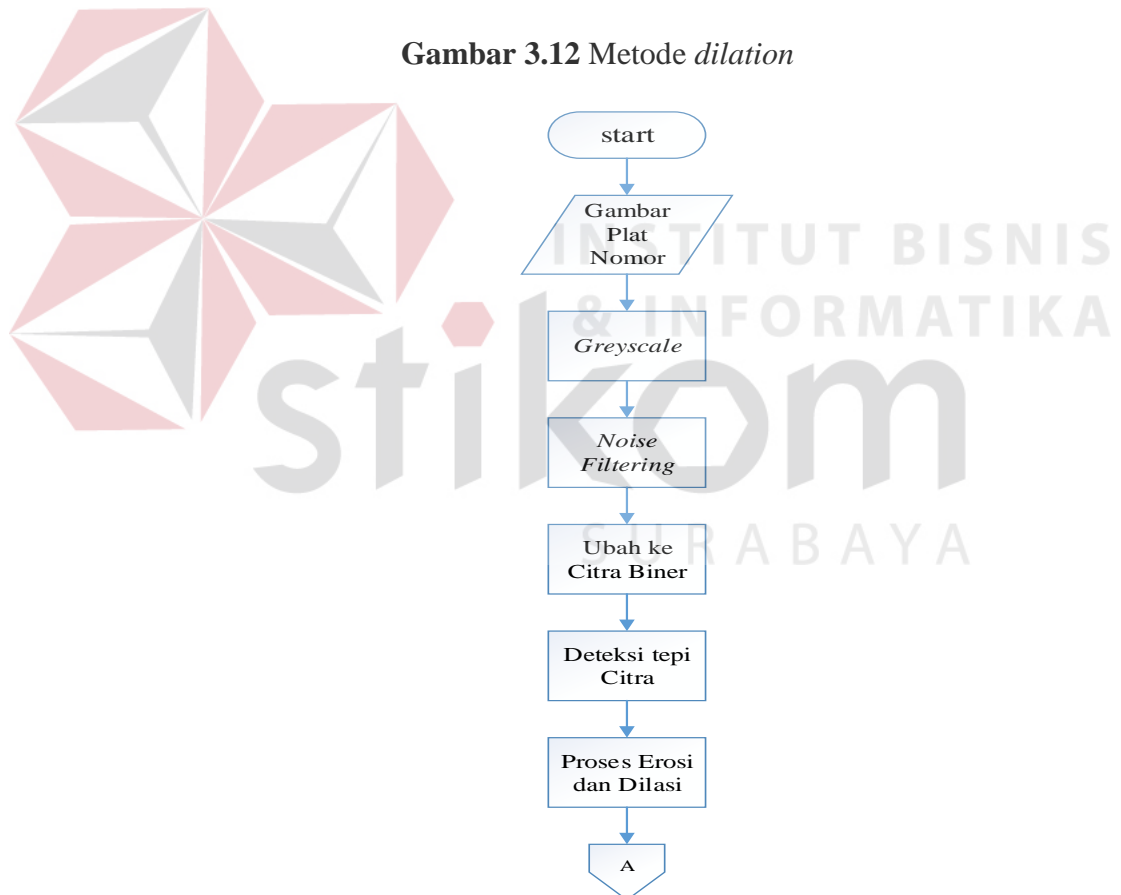 Gambar 3.12 Metode dilation
start
Gambar
Plat
Nomor
INSTITUT BISNIS
& INFORMATIKA
Greyscale
stikom
Noise
Filtering
SURABAYA
Ubah ke
Citra Biner
Deteksi tepi
Citra
Proses Erosi
dan Dilasi
A